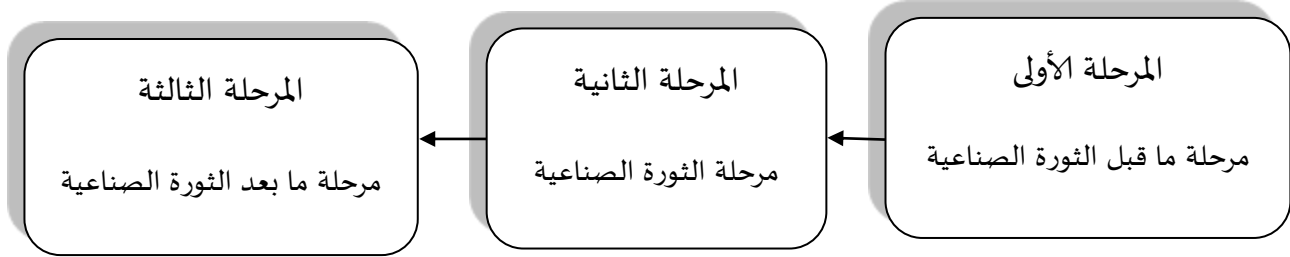 المرحلة الأولى
مرحلة ما قبل الثورة الصناعية
المرحلة الثانية
مرحلة الثورة الصناعية
المرحلة الثالثة
مرحلة ما بعد الثورة الصناعية